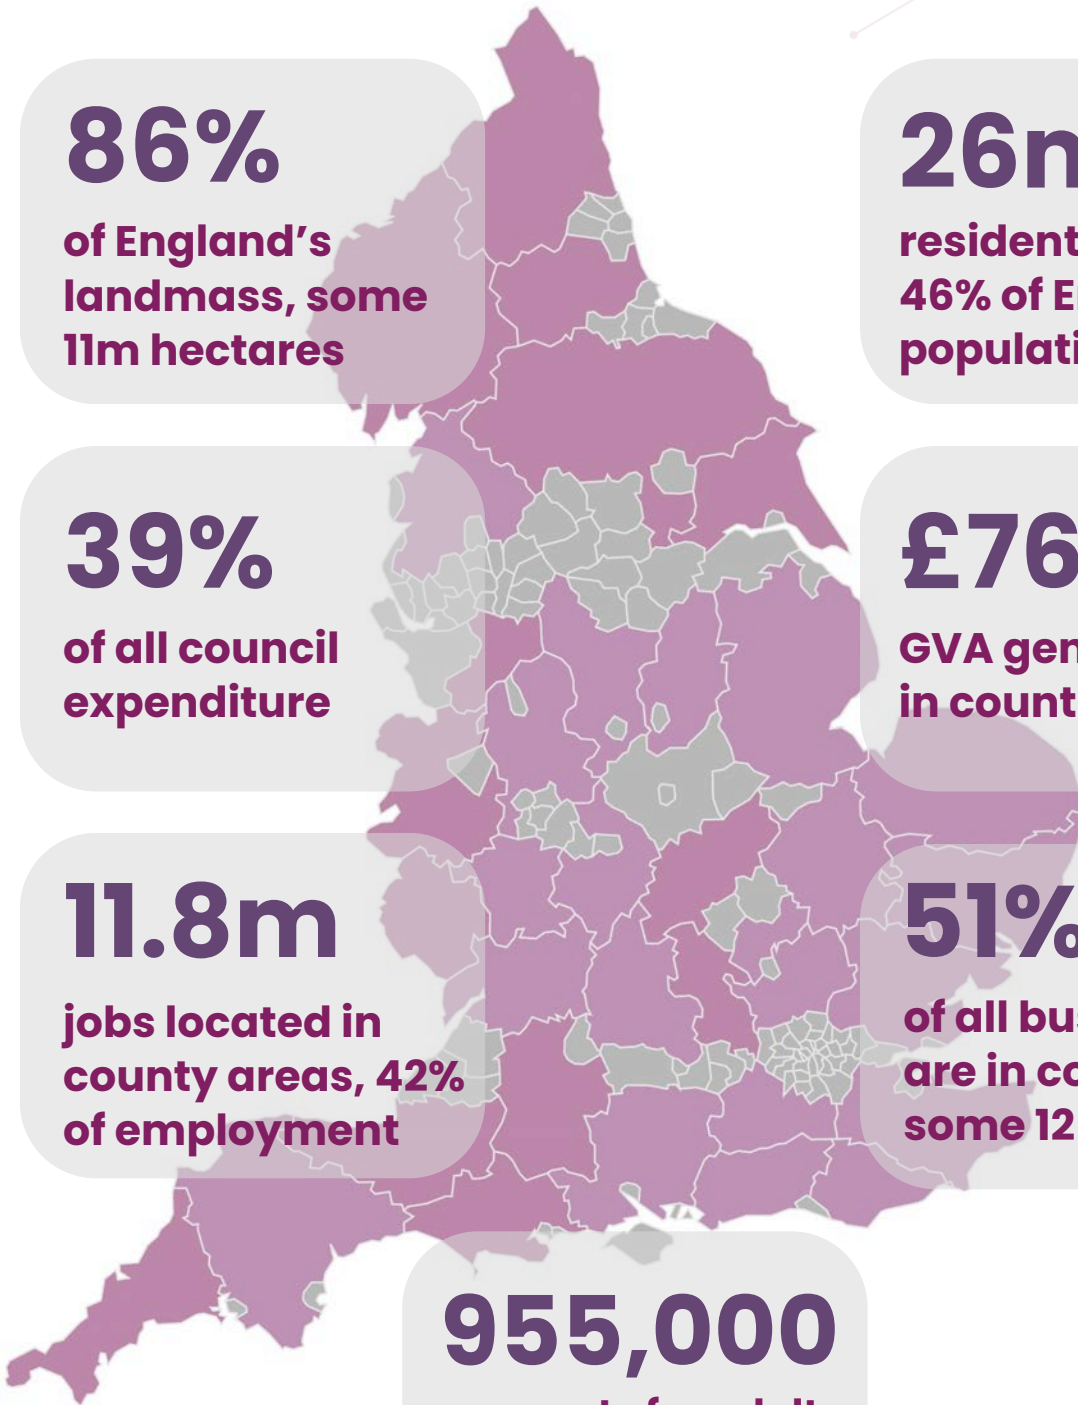 86%
of England’s
landmass, some
11m hectares
39%
of all council
expenditure
11.8m
jobs located in
county areas, 42%
of employment
26
resident
46% of
populati
£76
GVA gen
in count
51%
of all bu
are in co
some 12
955,000